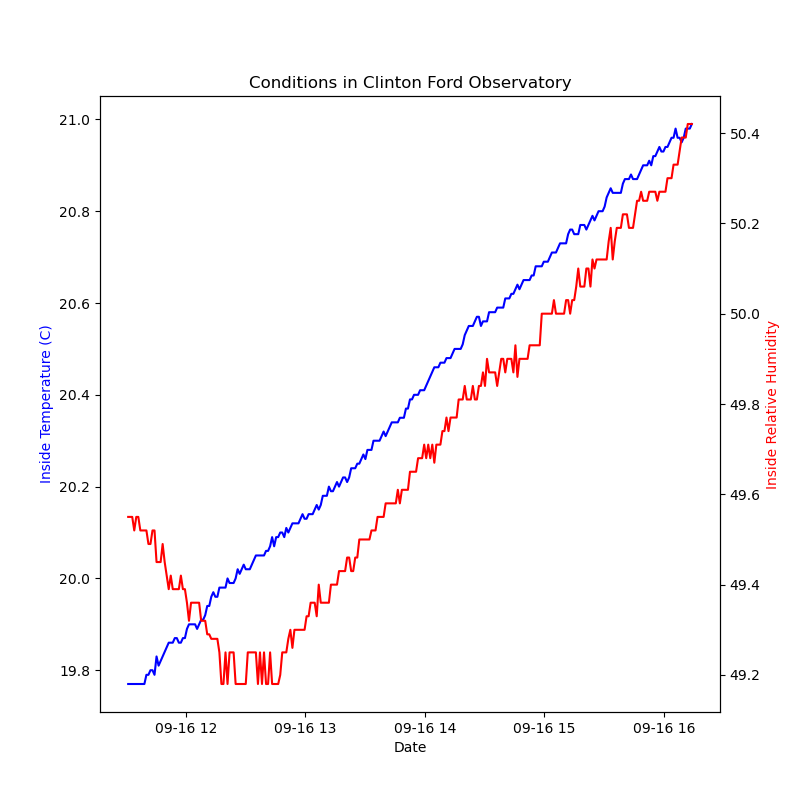 Conditions in Clinton Ford Observatory
21.0
20.8
20.6
20.4
20.2
20.0
19.8
Inside Temperature (C)
50.4
50.2
50.0
49.8
49.6
49.4
49.2
Inside Relative Humidity
09-16 12 09-16 13 09-16 14 09-16 15 09-16 16
Date